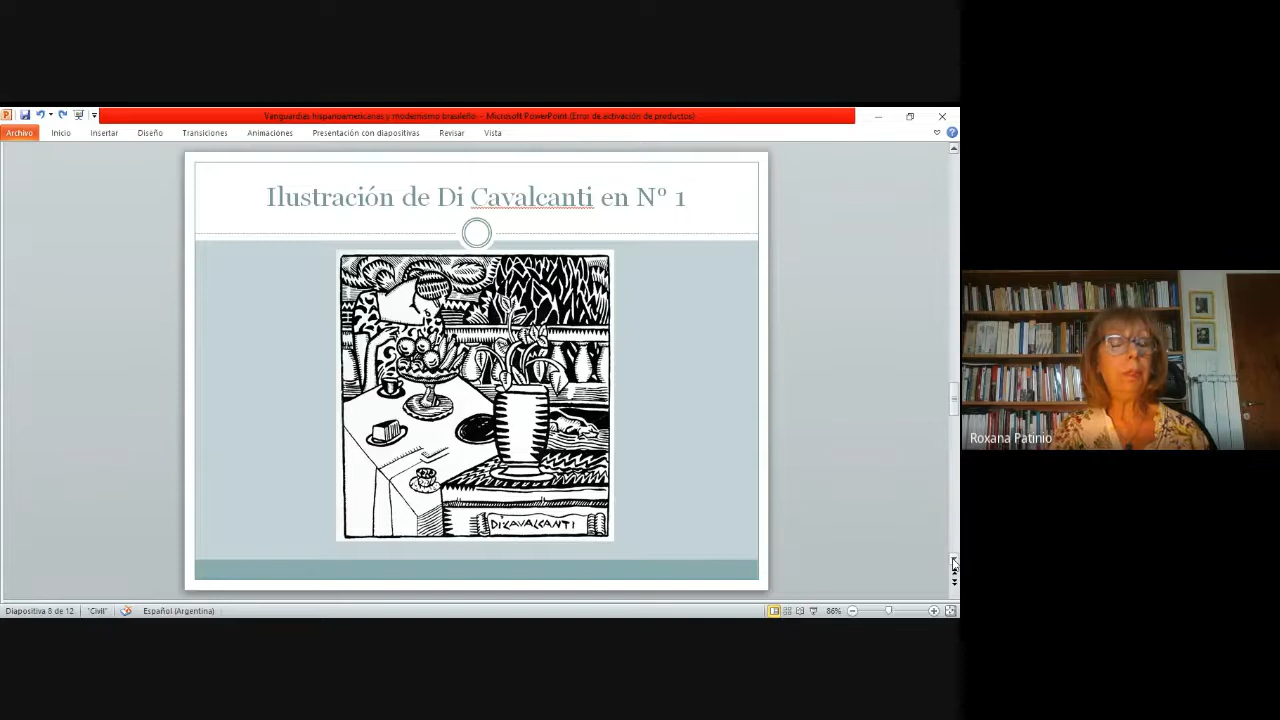 Vanguardias hispanoamericanas y modernismo brasileño - Microsoft PowerPoint (Error de activación de productos)
Archivo Inicio Insertar Diseño Transiciones Animaciones Presentación con diapositivas Revisar Vista
Ilustración de Di Cavalcanti en Nº 1
DI CAVALCANTI
Roxana Patinio
Diapositiva 8 de 12 "Civil" Español (Argentina) 86%